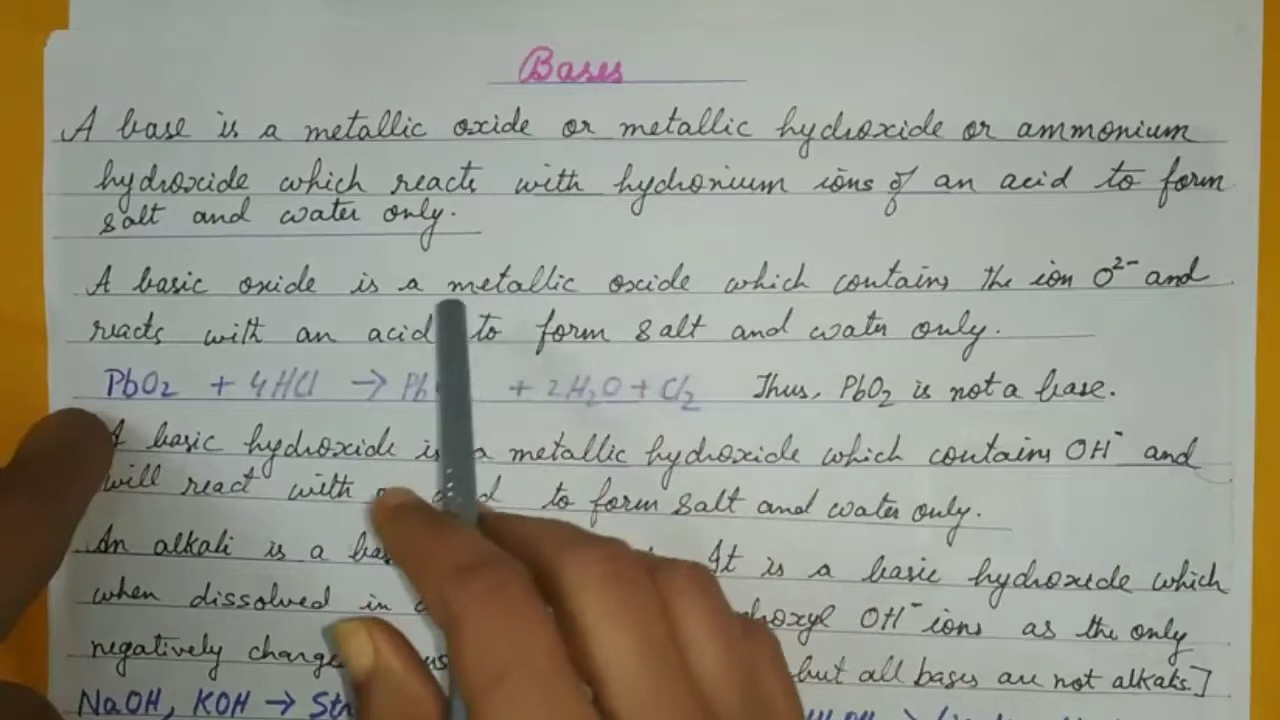 Bases
A base is a metallic oxide or metallic hydroxide or ammonium
hydroxide which reacts with hydronium ions of an acid to form
salt and water only.
A basic oxide is a metallic oxide which contains the ion O²⁻ and
reacts with an acid to form salt and water only.
PbO₂ + 4HCl → Pb + 2H₂O + Cl₂ Thus, PbO₂ is not a base.
A basic hydroxide is a metallic hydroxide which contains OH⁻ and
will react with to form salt and water only.
An alkali is a It is a basic hydroxide which
when dissolved in OH⁻ ions as the only
negatively but all bases are not alkalis.]
NaOH, KOH →